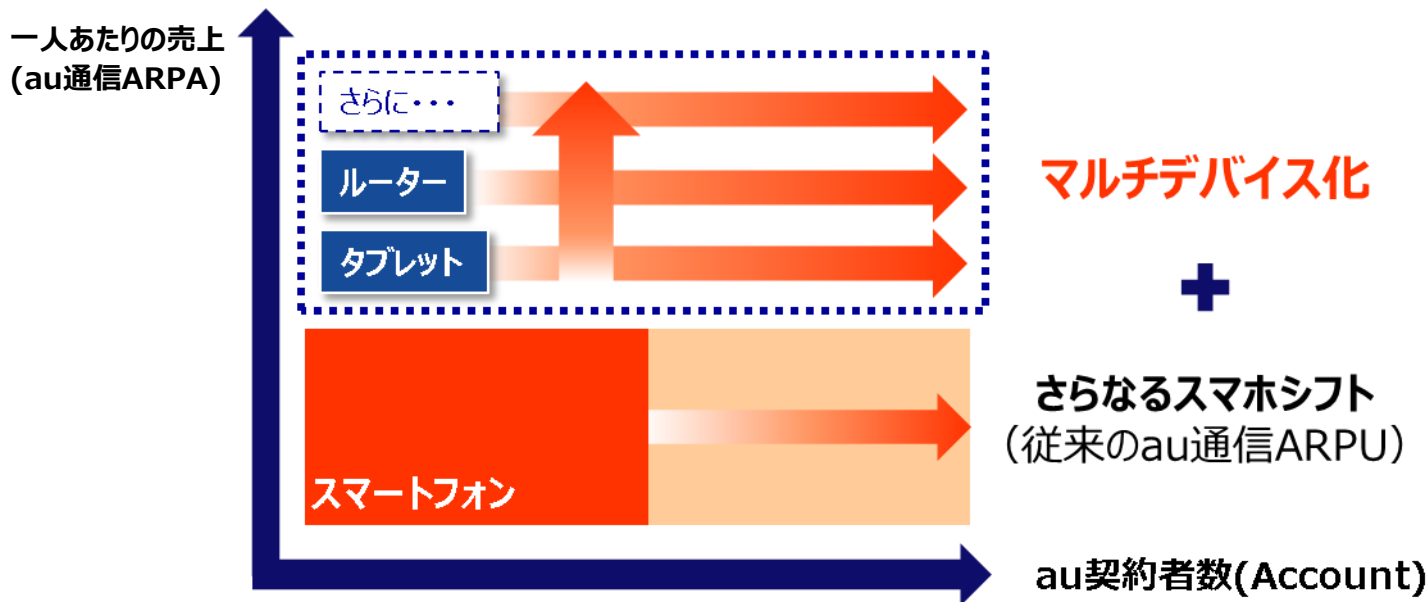 一人あたりの売上
(au通信ARPA)
さらに・・・
ルーター
タブレット
マルチデバイス化
+
さらなるスマホシフト
（従来のau通信ARPU）
スマートフォン
au契約者数(Account)